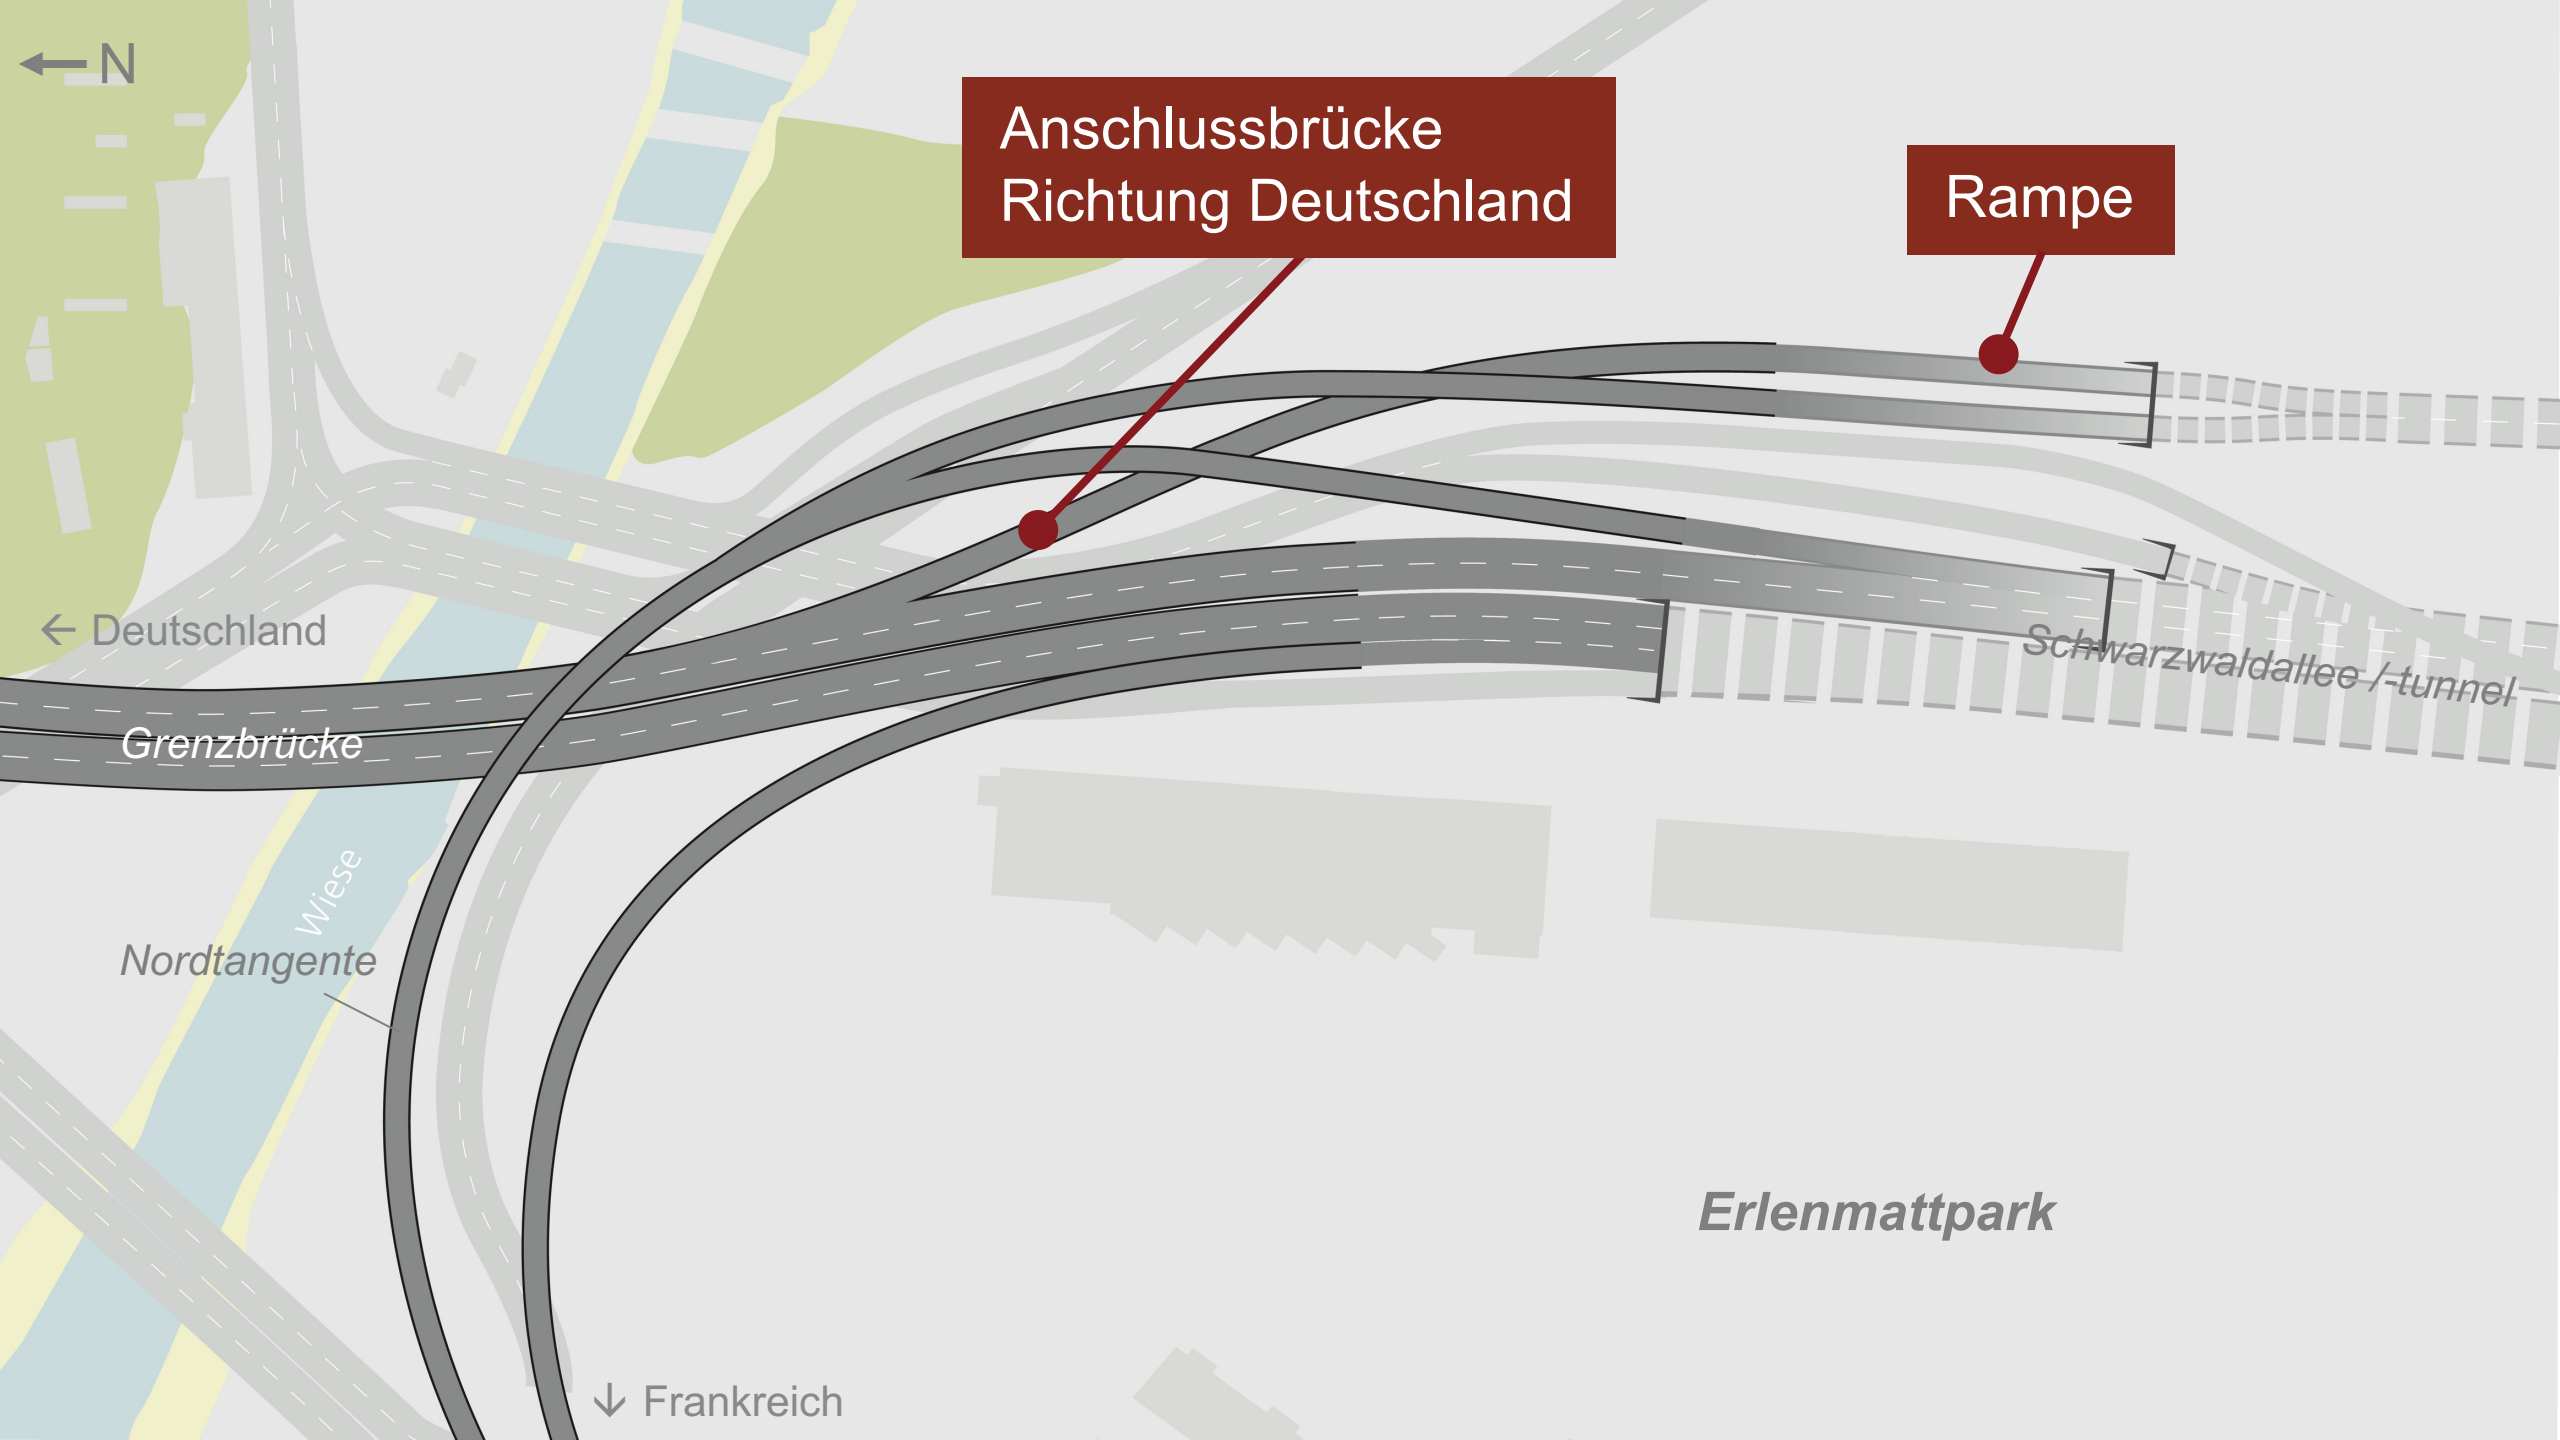 ← N
Anschlussbrücke
Richtung Deutschland
Rampe
← Deutschland
Schwarzwaldallee /-tunnel
Grenzbrücke
Wiese
Nordtangente
Erlenmattpark
↓ Frankreich